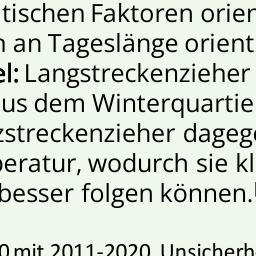 tischen Faktoren orien
n an Tageslänge orient
el: Langstreckenzieher
us dem Winterquartie
zstreckenzieher dagege
peratur, wodurch sie kl
besser folgen können.
0 mit 2011-2020. Unsicherh